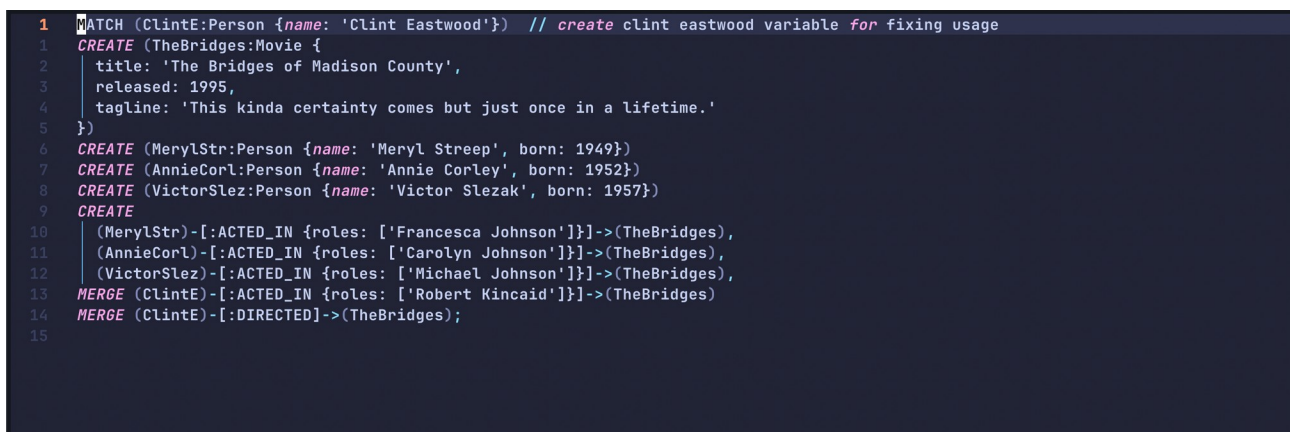 1 MATCH (ClintE:Person {name: 'Clint Eastwood'}) // create clint eastwood variable for fixing usage
1 CREATE (TheBridges:Movie {
2 title: 'The Bridges of Madison County',
3 released: 1995,
4 tagline: 'This kinda certainty comes but just once in a lifetime.'
5 })
6 CREATE (MerylStr:Person {name: 'Meryl Streep', born: 1949})
7 CREATE (AnnieCorl:Person {name: 'Annie Corley', born: 1952})
8 CREATE (VictorSlez:Person {name: 'Victor Slezak', born: 1957})
9 CREATE
10 (MerylStr)-[:ACTED_IN {roles: ['Francesca Johnson']}]->(TheBridges),
11 (AnnieCorl)-[:ACTED_IN {roles: ['Carolyn Johnson']}]->(TheBridges),
12 (VictorSlez)-[:ACTED_IN {roles: ['Michael Johnson']}]->(TheBridges),
13 MERGE (ClintE)-[:ACTED_IN {roles: ['Robert Kincaid']}]->(TheBridges)
14 MERGE (ClintE)-[:DIRECTED]->(TheBridges);
15